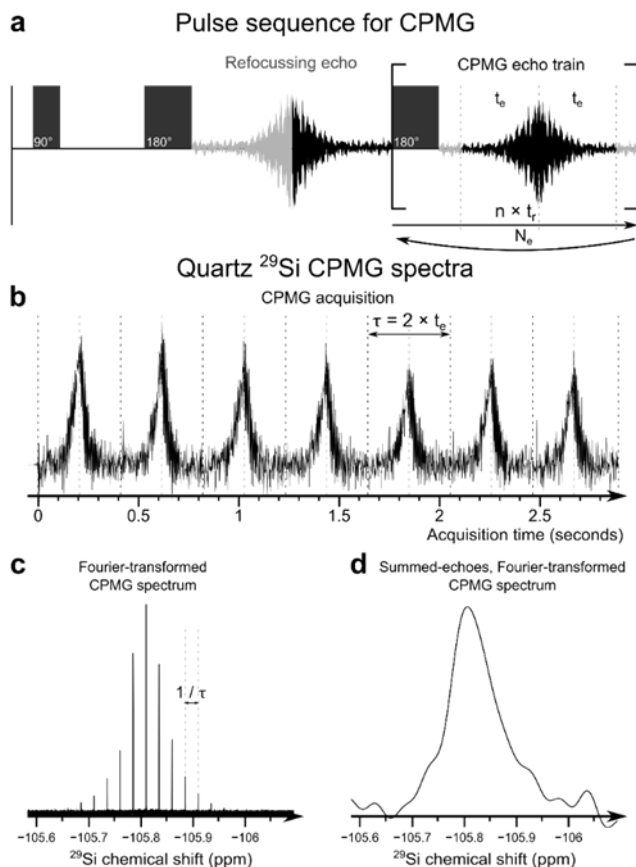 a
Pulse sequence for CPMG
Refocussing echo
CPMG echo train
tₑ
tₑ
90°
180°
180°
n × tᵣ
Nₑ
Quartz ²⁹Si CPMG spectra
b
CPMG acquisition
τ = 2 × tₑ
0
0.5
1
1.5
2
2.5
Acquisition time (seconds)
c
Fourier-transformed
CPMG spectrum
1 / τ
−105.6
−105.7
−105.8
−105.9
−106
²⁹Si chemical shift (ppm)
d
Summed-echoes, Fourier-transformed
CPMG spectrum
−105.6
−105.7
−105.8
−105.9
−106
²⁹Si chemical shift (ppm)